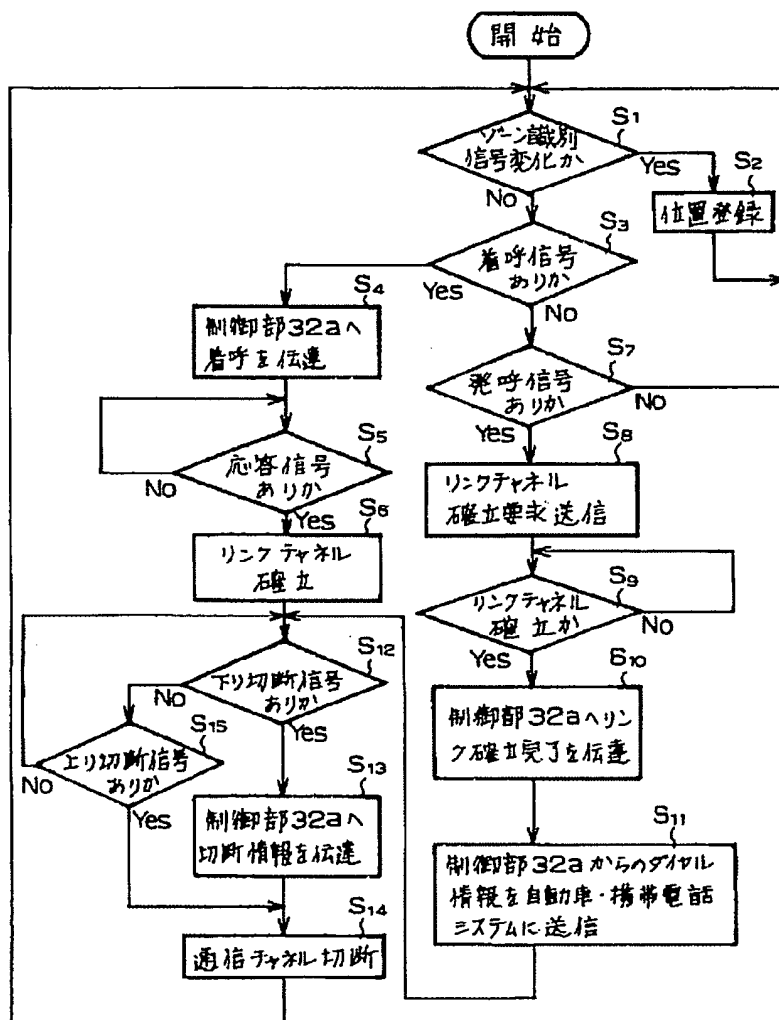 開始
S1
ゾーン識別
信号変化か
Yes
No
S2
位置登録
S3
着呼信号
ありか
Yes
No
S4
制御部32aへ
着呼を伝達
S5
応答信号
ありか
No
Yes
S6
リンクチャネル
確立
S7
発呼信号
ありか
No
Yes
S8
リンクチャネル
確立要求送信
S9
リンクチャネル
確立か
No
Yes
S10
制御部32aへリン
ク確立完了を伝達
S11
制御部32aからのダイヤル
情報を自動車・携帯電話
システムに送信
S12
下り切断信号
ありか
No
Yes
S15
上り切断信号
ありか
No
Yes
S13
制御部32aへ
切断情報を伝達
S14
通信チャネル切断